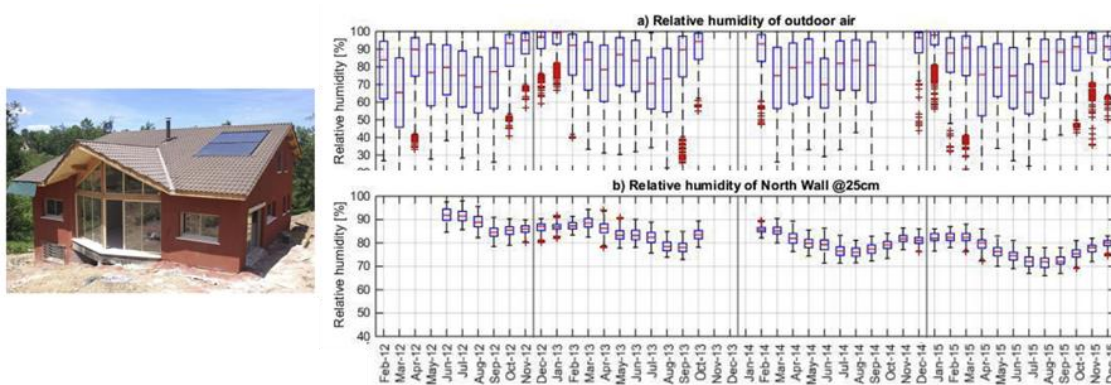 a) Relative humidity of outdoor air
Relative humidity [%]
100
90
80
70
60
50
40
30
b) Relative humidity of North Wall @25cm
Relative humidity [%]
100
90
80
70
60
50
40
Feb-12
Mar-12
Apr-12
May-12
Jun-12
Jul-12
Aug-12
Sep-12
Oct-12
Nov-12
Dec-12
Jan-13
Feb-13
Mar-13
Apr-13
May-13
Jun-13
Jul-13
Aug-13
Sep-13
Oct-13
Nov-13
Dec-13
Jan-14
Feb-14
Mar-14
Apr-14
May-14
Jun-14
Jul-14
Aug-14
Sep-14
Oct-14
Nov-14
Dec-14
Jan-15
Feb-15
Mar-15
Apr-15
May-15
Jun-15
Jul-15
Aug-15
Sep-15
Oct-15
Nov-15